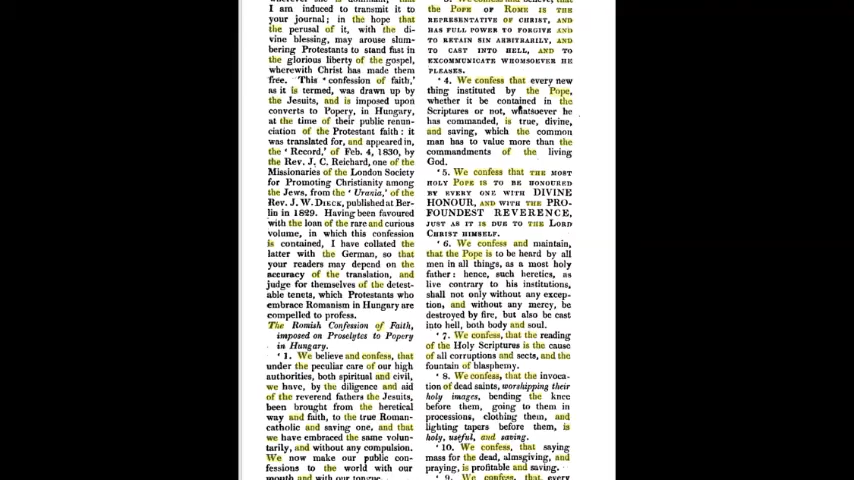 I am induced to transmit it to
your journal; in the hope that
the perusal of it, with the di-
vine blessing, may arouse slum-
bering Protestants to stand fast in
the glorious liberty of the gospel,
wherewith Christ has made them
free. This 'confession of faith,'
as it is termed, was drawn up by
the Jesuits, and is imposed upon
converts to Popery, in Hungary,
at the time of their public renun-
ciation of the Protestant faith: it
was translated for, and appeared in,
the 'Record,' of Feb. 4, 1830, by
the Rev. J. C. Reichard, one of the
Missionaries of the London Society
for Promoting Christianity among
the Jews, from the 'Urania,' of the
Rev. J. W. Dieck, published at Ber-
lin in 1829. Having been favoured
with the loan of the rare and curious
volume, in which this confession
is contained, I have collated the
latter with the German, so that
your readers may depend on the
accuracy of the translation, and
judge for themselves of the detest-
able tenets, which Protestants who
embrace Romanism in Hungary are
compelled to profess.
The Romish Confession of Faith,
imposed on Proselytes to Popery
in Hungary.
'1. We believe and confess, that
under the peculiar care of our high
authorities, both spiritual and civil,
we have, by the diligence and aid
of the reverend fathers the Jesuits,
been brought from the heretical
way and faith, to the true Roman-
catholic and saving one, and that
we have embraced the same volun-
tarily, and without any compulsion.
We now make our public con-
fessions to the world with our
mouth and with our tongue.
the POPE OF ROME IS THE
REPRESENTATIVE OF CHRIST, AND
HAS FULL POWER TO FORGIVE AND
TO RETAIN SIN ARBITRARILY, AND
TO CAST INTO HELL, AND TO
EXCOMMUNICATE WHOMSOEVER HE
PLEASES.
'4. We confess that every new
thing instituted by the Pope,
whether it be contained in the
Scriptures or not, whatsoever he
has commanded, is true, divine,
and saving, which the common
man has to value more than the
commandments of the living
God.
'5. We confess that THE MOST
HOLY POPE IS TO BE HONOURED
BY EVERY ONE WITH DIVINE
HONOUR, AND WITH THE PRO-
FOUNDEST REVERENCE,
JUST AS IT IS DUE TO THE LORD
CHRIST HIMSELF.
'6. We confess and maintain,
that the Pope is to be heard by all
men in all things, as a most holy
father: hence, such heretics, as
live contrary to his institutions,
shall not only without any excep-
tion, and without any mercy, be
destroyed by fire, but also be cast
into hell, both body and soul.
'7. We confess, that the reading
of the Holy Scriptures is the cause
of all corruptions and sects, and the
fountain of blasphemy.
'8. We confess, that the invoca-
tion of dead saints, worshipping their
holy images, bending the knee
before them, going to them in
processions, clothing them, and
lighting tapers before them, is
holy, useful, and saving.
'10. We confess, that saying
mass for the dead, almsgiving, and
praying, is profitable and saving.
'9. We confess, that every